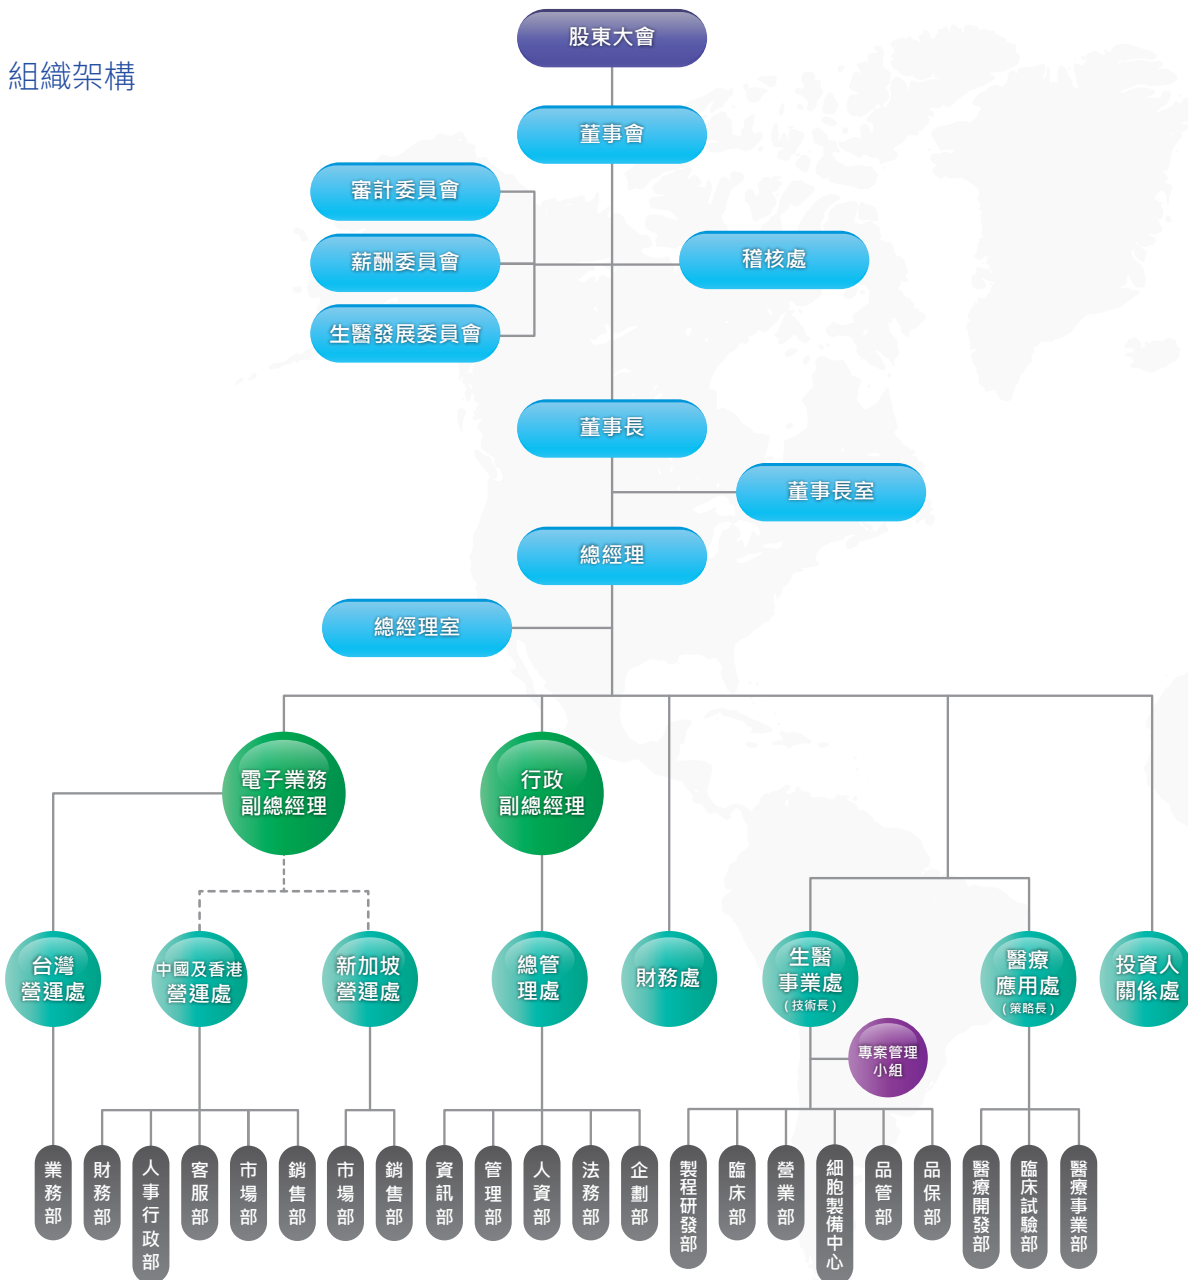 組織架構
股東大會
董事會
審計委員會
薪酬委員會
生醫發展委員會
稽核處
董事長
董事長室
總經理
總經理室
電子業務
副總經理
行政
副總經理
台灣
營運處
中國及香港
營運處
新加坡
營運處
總管
理處
財務處
生醫
事業處
(技術長)
醫療
應用處
(策略長)
投資人
關係處
專案管理
小組
業務部
財務部
人事行政部
客服部
市場部
銷售部
市場部
銷售部
資訊部
管理部
人資部
法務部
企劃部
製程研發部
臨床部
營業部
細胞製備中心
品管部
品保部
醫療開發部
臨床試驗部
醫療事業部